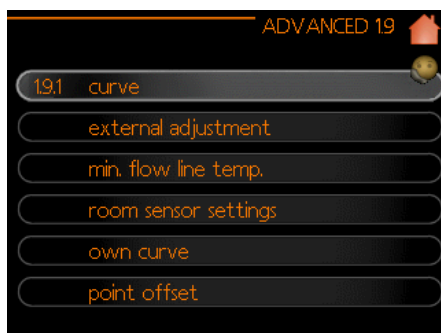 ADVANCED 1.9
1.9.1 curve
external adjustment
min. flow line temp.
room sensor settings
own curve
point offset